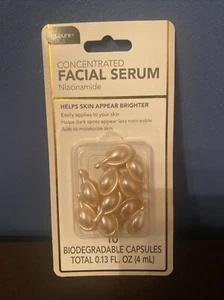 CONCENTRATED
FACIAL SERUM
Niacinamide
HELPS SKIN APPEAR BRIGHTER
Easily applies to your skin
Helps dark spots appear less noticeable
Aids to moisturize skin
10
BIODEGRADABLE CAPSULES
TOTAL 0.13 FL. OZ (4 mL)